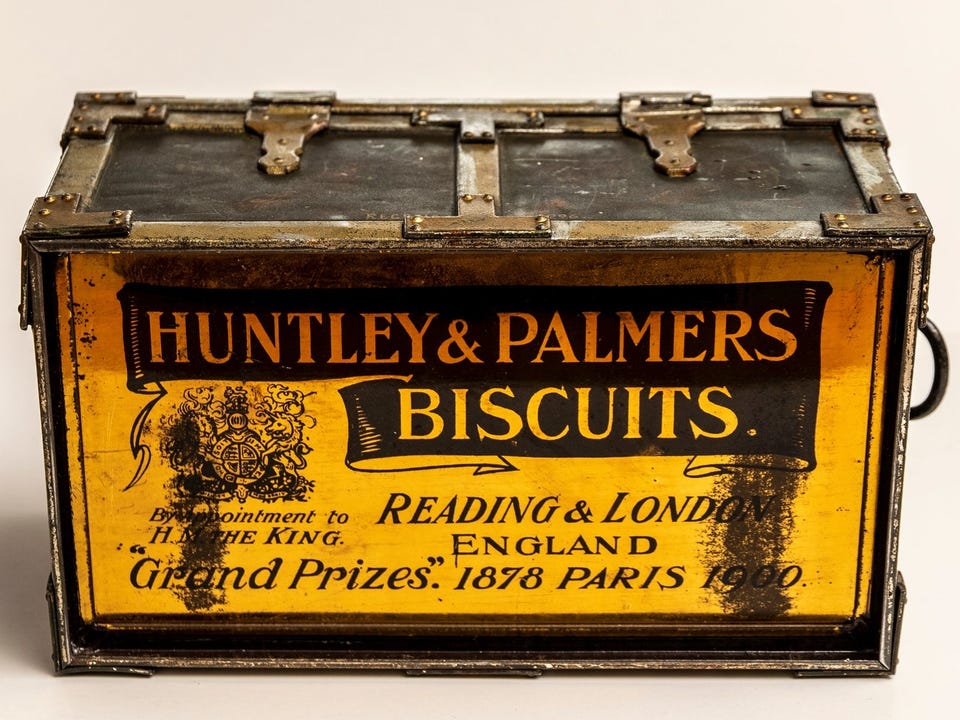 HUNTLEY & PALMERS
BISCUITS.
By Appointment to
H.M THE KING.
READING & LONDON
ENGLAND
"Grand Prizes". 1878 PARIS 1900.